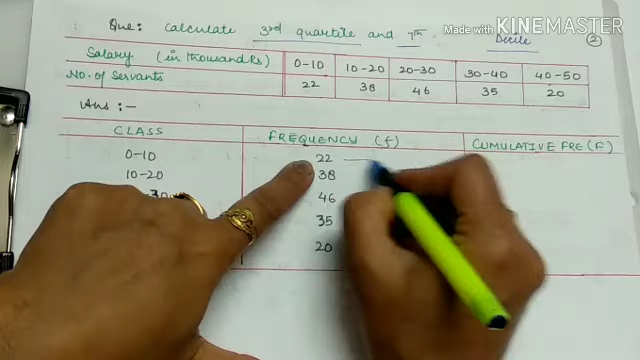 Que: Calculate 3rd quartile and 7th Decile
Made with KINEMASTER
2
Salary (in thousand Rs) 0-10 10-20 20-30 30-40 40-50
No. of Servants 22 38 46 35 20
Ans :-
CLASS FREQUENCY (f) CUMULATIVE FRE (F)
0-10 22
10-20 38
30 46
35
20